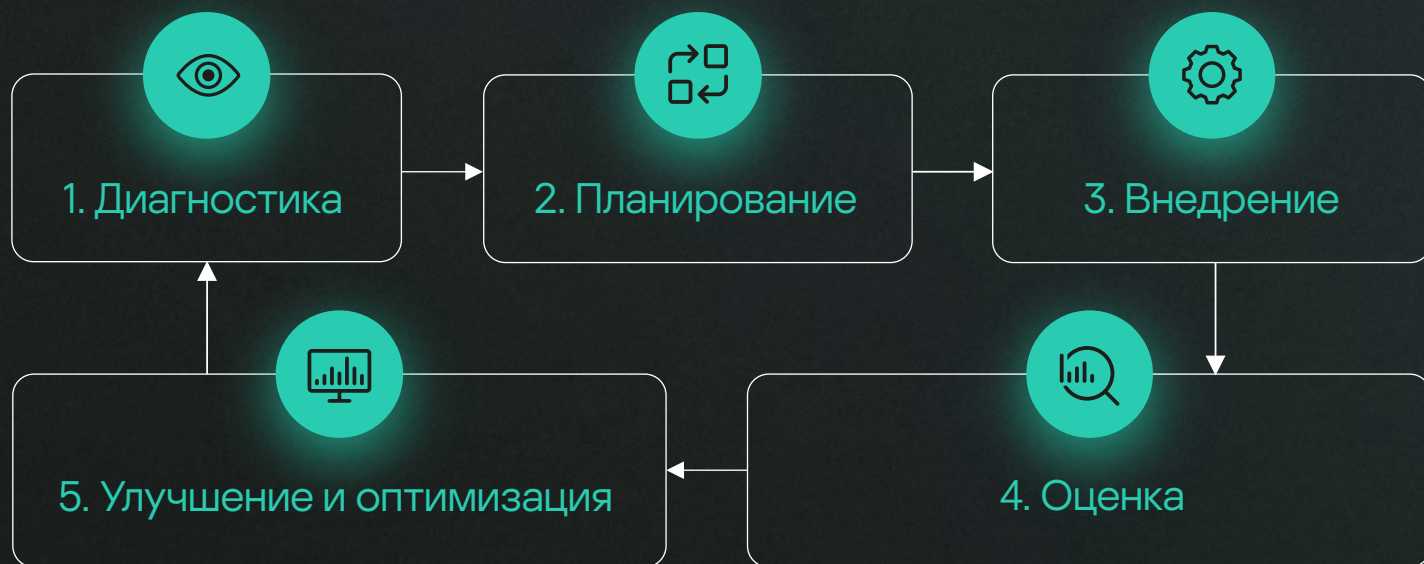 1. Диагностика
2. Планирование
3. Внедрение
5. Улучшение и оптимизация
4. Оценка